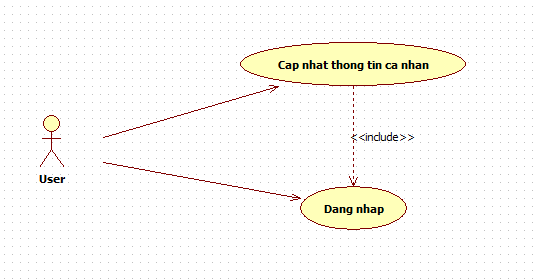 Cap nhat thong tin ca nhan
<<include>>
User
Dang nhap